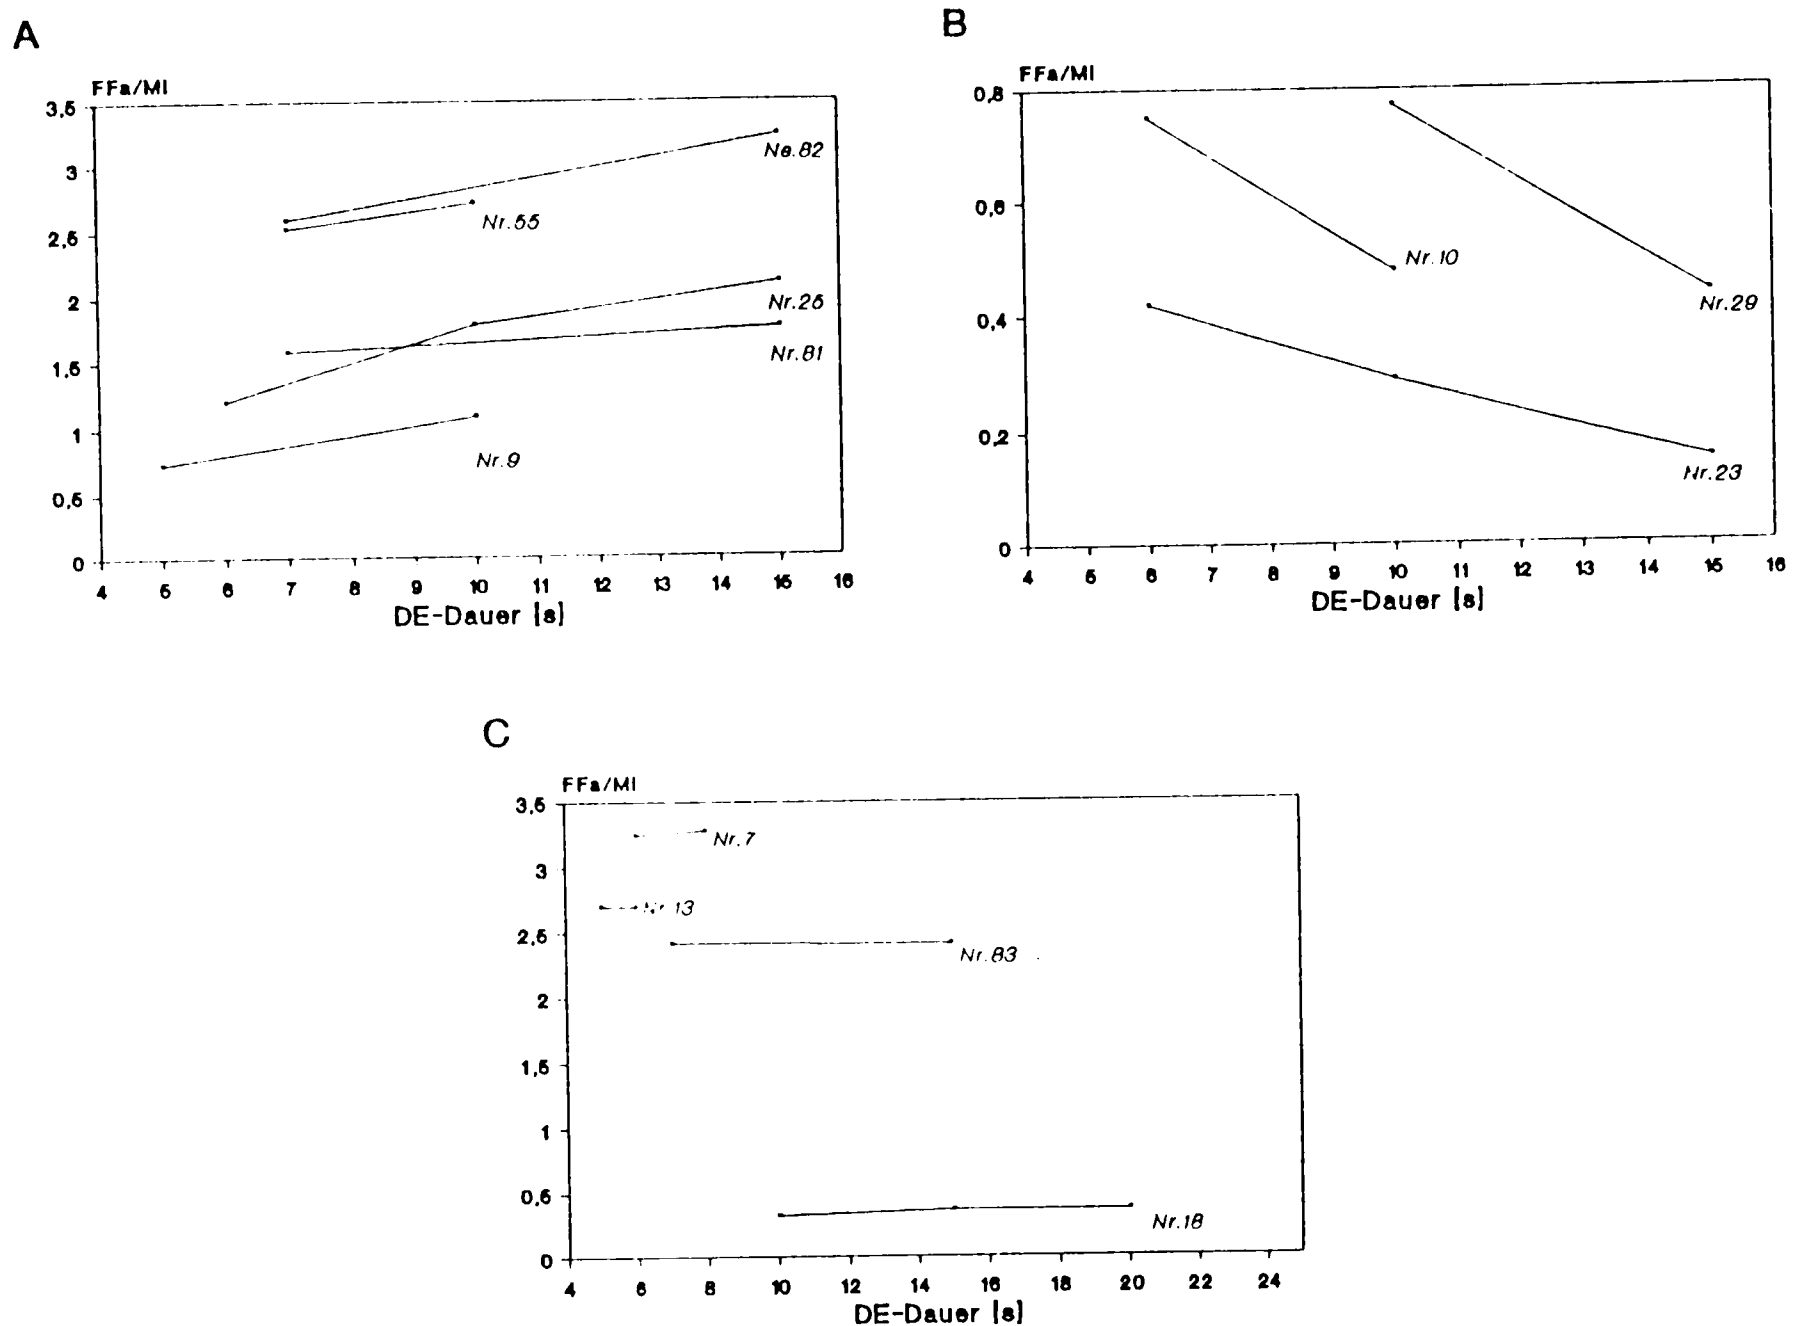 A
FFa/MI
3,5
3
2,5
2
1,5
1
0,5
0
4 5 6 7 8 9 10 11 12 13 14 15 16
DE-Dauer [s]
Ne.82
Nr.55
Nr.25
Nr.81
Nr.9
B
FFa/MI
0,8
0,6
0,4
0,2
0
4 5 6 7 8 9 10 11 12 13 14 15 16
DE-Dauer [s]
Nr.10
Nr.29
Nr.23
C
FFa/MI
3,5
3
2,5
2
1,5
1
0,5
0
4 6 8 10 12 14 16 18 20 22 24
DE-Dauer [s]
Nr.7
Nr.13
Nr.83
Nr.18